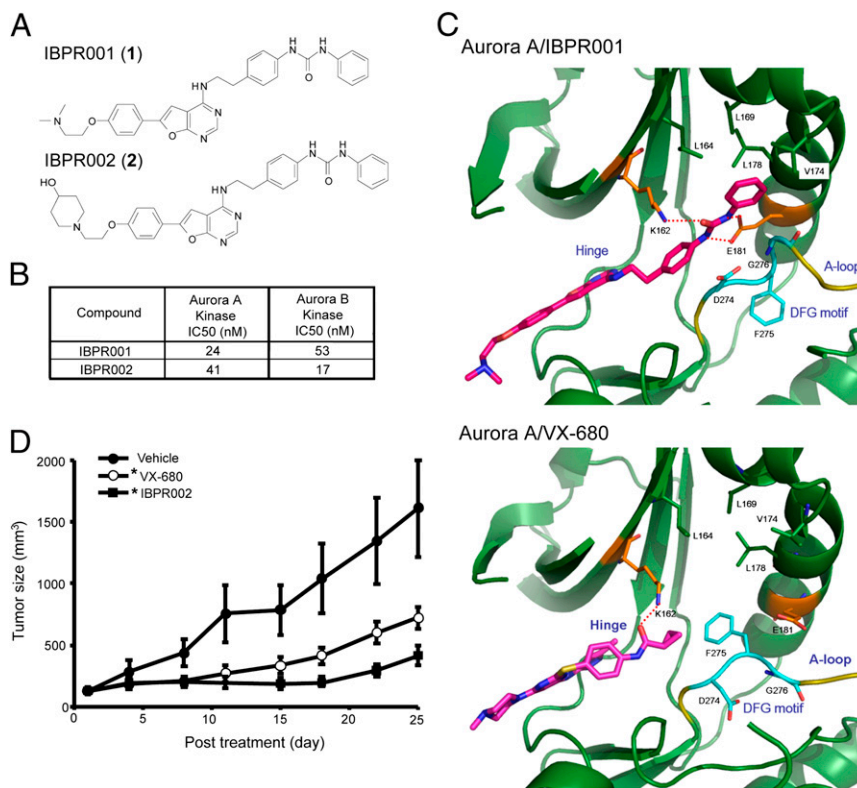 A
IBPR001 (1)
H
N
H
N
O
HN
N
N
O
N
O
IBPR002 (2)
H
N
H
N
O
HN
OH
N
N
O
N
O
B
Compound
Aurora A
Kinase
IC50 (nM)
Aurora B
Kinase
IC50 (nM)
IBPR001 24 53
IBPR002 41 17
C
Aurora A/IBPR001
L169
L164
L178
V174
K162
Hinge
E181
G276
A-loop
D274
DFG motif
F275
Aurora A/VX-680
L169
V174
L164
L178
K162
Hinge
E181
F275
A-loop
G276
D274
DFG motif
D
Vehicle
* VX-680
* IBPR002
Tumor size (mm3)
2000
1500
1000
500
0
0 5 10 15 20 25
Post treatment (day)